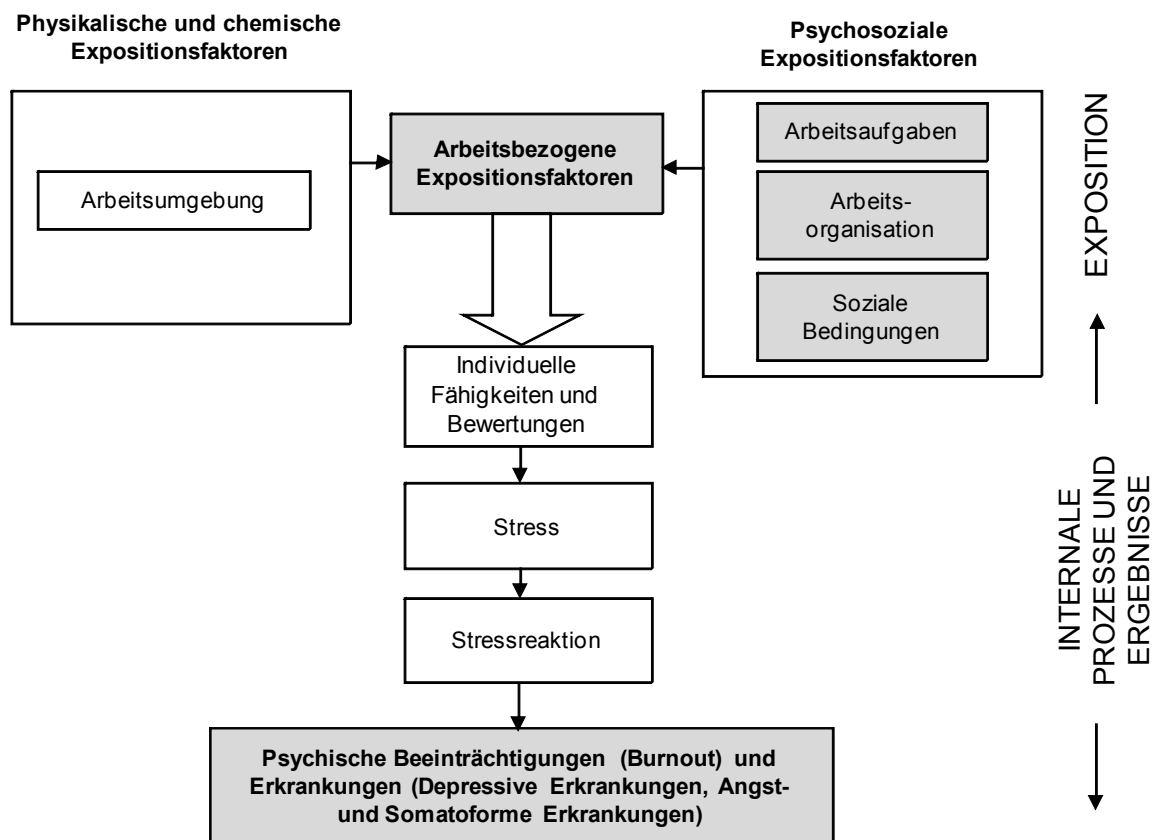 Physikalische und chemische
Expositionsfaktoren
Psychosoziale
Expositionsfaktoren
Arbeitsumgebung
Arbeitsbezogene
Expositionsfaktoren
Arbeitsaufgaben
Arbeits-
organisation
Soziale
Bedingungen
EXPOSITION
Individuelle
Fähigkeiten und
Bewertungen
Stress
Stressreaktion
INTERNALE
PROZESSE UND
ERGEBNISSE
Psychische Beeinträchtigungen (Burnout) und
Erkrankungen (Depressive Erkrankungen, Angst-
und Somatoforme Erkrankungen)